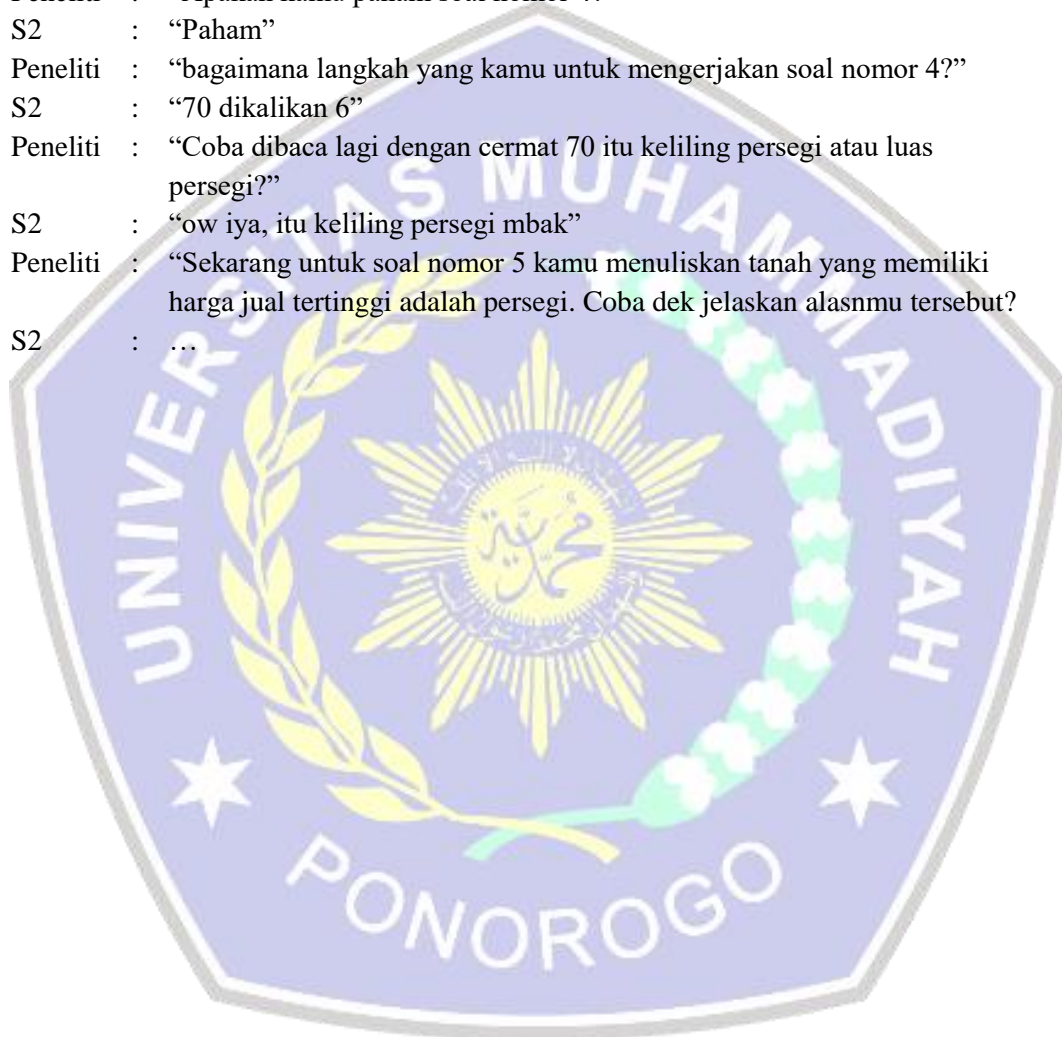 S2 : “Paham”
Peneliti : “bagaimana langkah yang kamu untuk mengerjakan soal nomor 4?”
S2 : “70 dikalikan 6”
Peneliti : “Coba dibaca lagi dengan cermat 70 itu keliling persegi atau luas
persegi?”
S2 : “ow iya, itu keliling persegi mbak”
Peneliti : “Sekarang untuk soal nomor 5 kamu menuliskan tanah yang memiliki
harga jual tertinggi adalah persegi. Coba dek jelaskan alasnmu tersebut?
S2 : …
UNIVERSITAS MUHAMMADIYAH
PONOROGO
محمدية